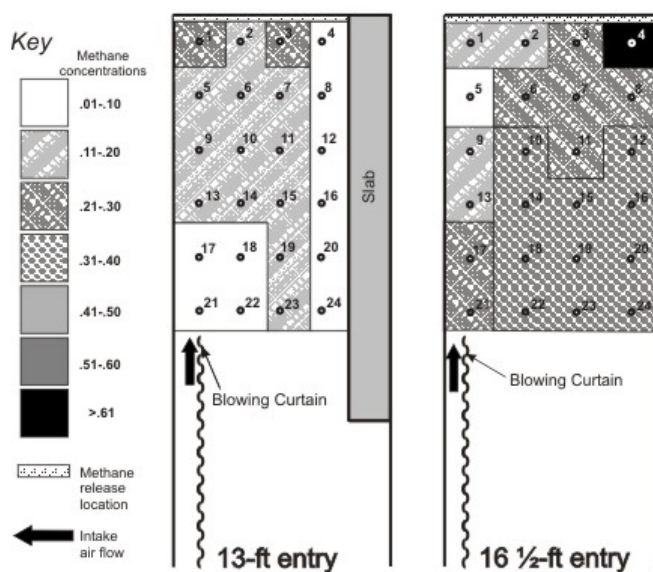 Key
Methane
concentrations
.01-.10
.11-.20
.21-.30
.31-.40
.41-.50
.51-.60
>.61
Methane
release
location
Intake
air flow
1 2 3 4
5 6 7 8
9 10 11 12
13 14 15 16
17 18 19 20
21 22 23 24
Slab
Blowing Curtain
13-ft entry
1 2 3 4
5 6 7 8
9 10 11 12
13 14 15 16
17 18 19 20
21 22 23 24
Blowing Curtain
16 ½-ft entry